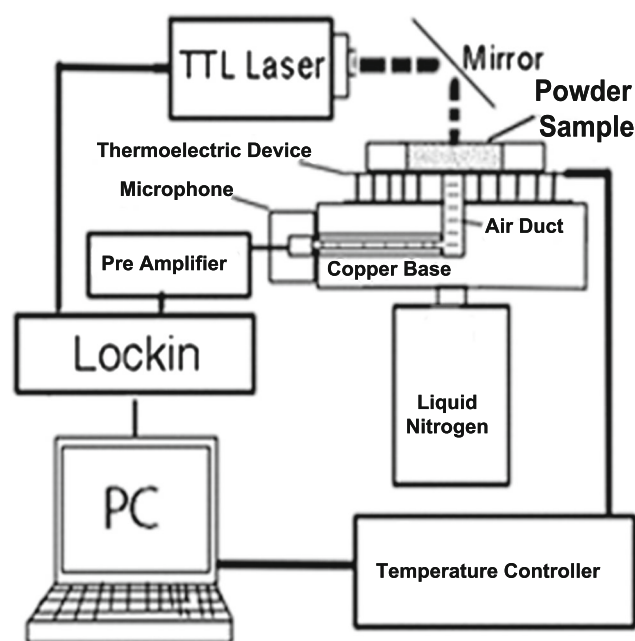 TTL Laser
Mirror
Powder
Sample
Thermoelectric Device
Microphone
Air Duct
Pre Amplifier
Copper Base
Lockin
Liquid
Nitrogen
PC
Temperature Controller